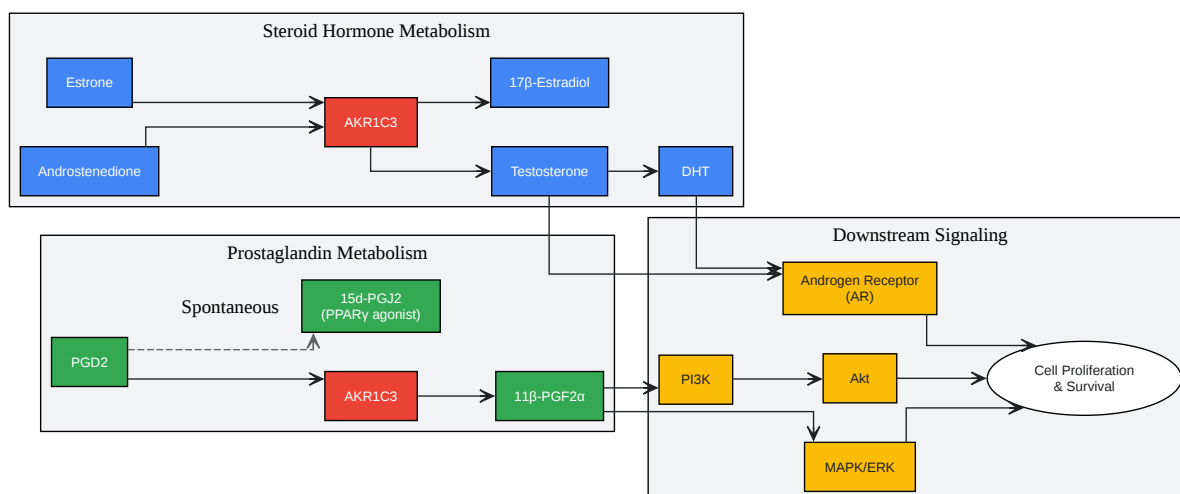 Steroid Hormone Metabolism
Estrone
17β-Estradiol
AKR1C3
Androstenedione
Testosterone
DHT
Prostaglandin Metabolism
Spontaneous
15d-PGJ2
(PPARγ agonist)
PGD2
AKR1C3
11β-PGF2α
Downstream Signaling
Androgen Receptor
(AR)
PI3K
Akt
Cell Proliferation
& Survival
MAPK/ERK